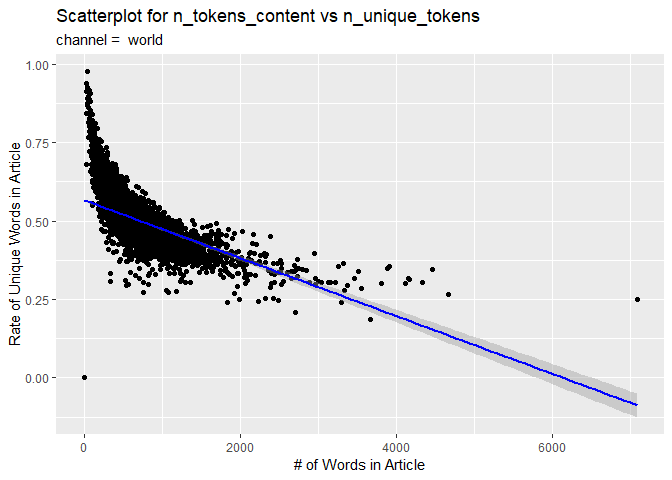 Scatterplot for n_tokens_content vs n_unique_tokens
channel = world
1.00
0.75
0.50
0.25
0.00
Rate of Unique Words in Article
0 2000 4000 6000
# of Words in Article